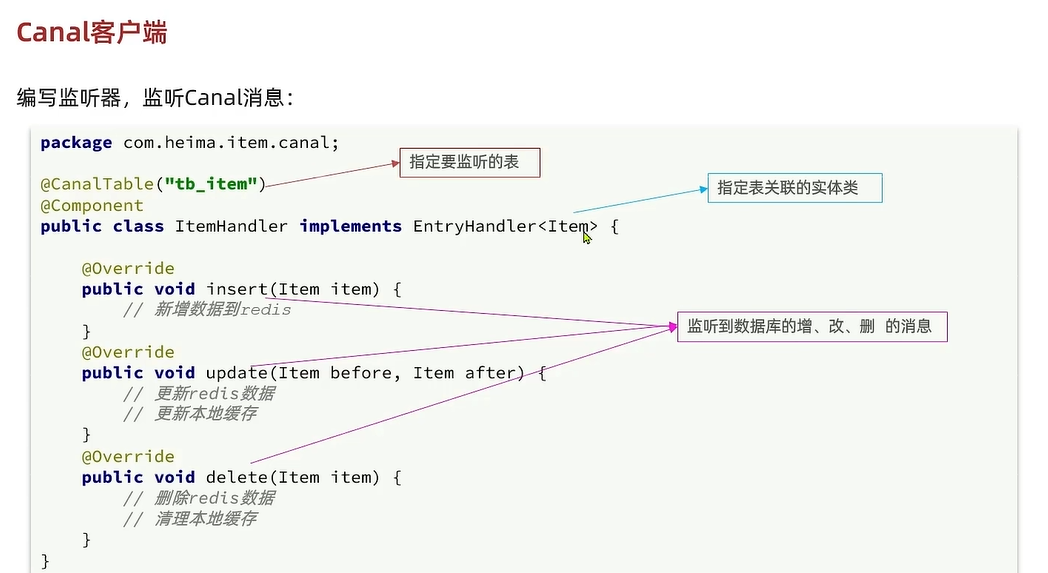 Canal客户端
编写监听器，监听Canal消息：
package com.heima.item.canal;
指定要监听的表
@CanalTable("tb_item")
指定表关联的实体类
@Component
public class ItemHandler implements EntryHandler<Item> {
@Override
public void insert(Item item) {
// 新增数据到redis
}
监听到数据库的增、改、删 的消息
@Override
public void update(Item before, Item after) {
// 更新redis数据
// 更新本地缓存
}
@Override
public void delete(Item item) {
// 删除redis数据
// 清理本地缓存
}
}